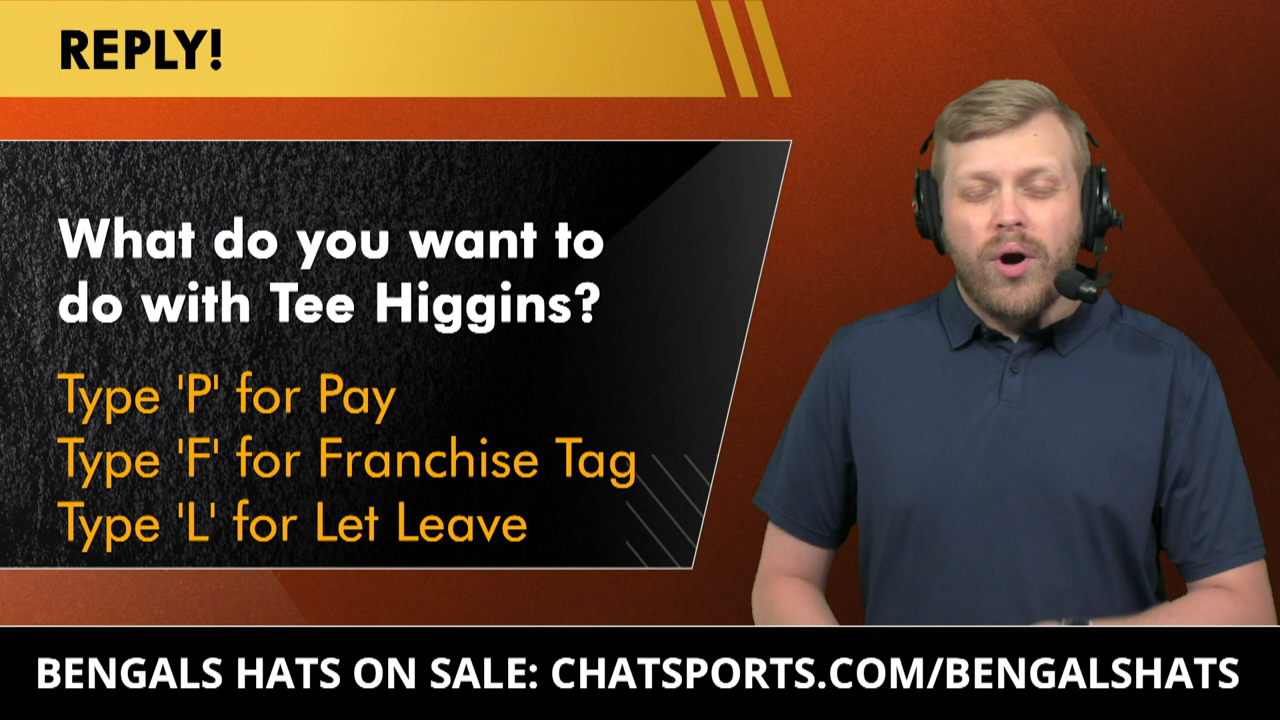 REPLY!
What do you want to
do with Tee Higgins?
Type 'P' for Pay
Type 'F' for Franchise Tag
Type 'L' for Let Leave
BENGALS HATS ON SALE: CHATSPORTS.COM/BENGALSHATS